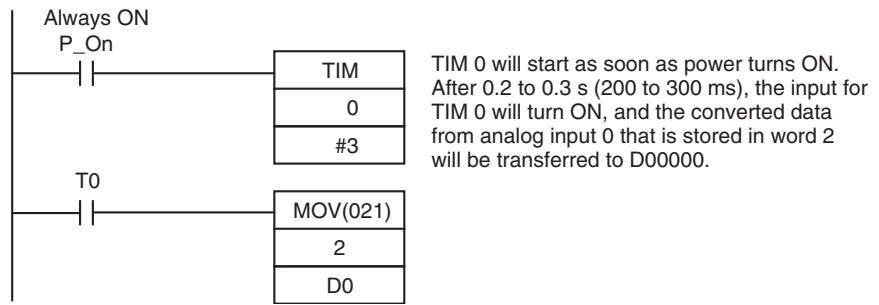 Always ON
P_On
TIM
0
#3
TIM 0 will start as soon as power turns ON.
After 0.2 to 0.3 s (200 to 300 ms), the input for
TIM 0 will turn ON, and the converted data
from analog input 0 that is stored in word 2
will be transferred to D00000.
T0
MOV(021)
2
D0